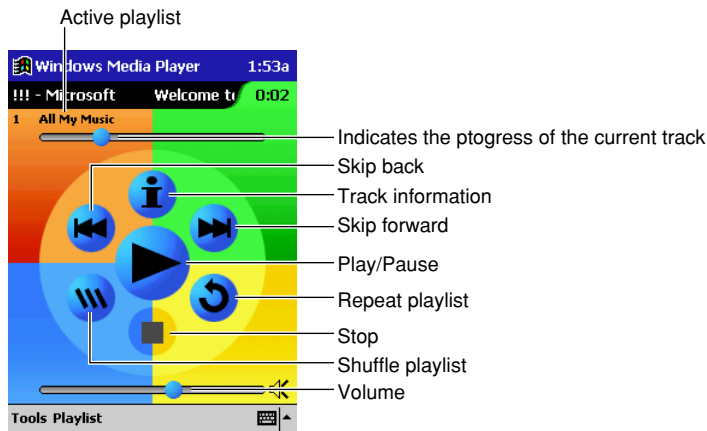 Active playlist
Windows Media Player 1:53a
!!! - Microsoft Welcome to 0:02
1 All My Music
Indicates the ptogress of the current track
Skip back
Track information
Skip forward
Play/Pause
Repeat playlist
Stop
Shuffle playlist
Volume
Tools Playlist